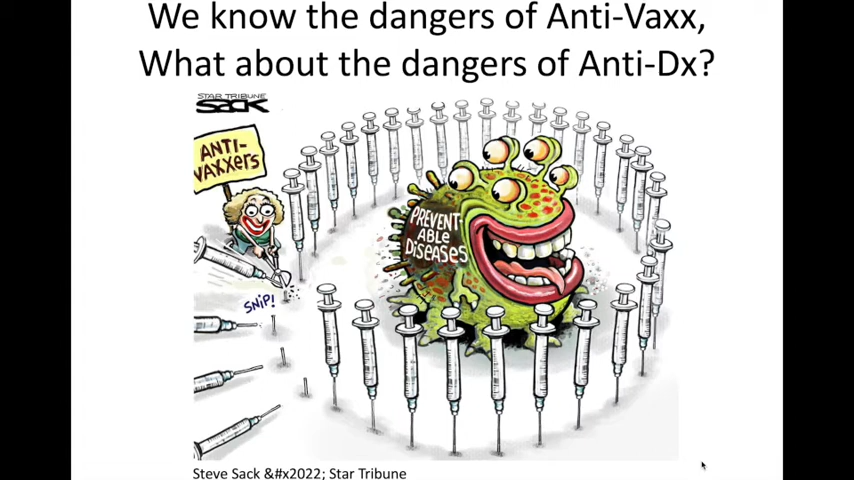 We know the dangers of Anti-Vaxx,
What about the dangers of Anti-Dx?
STAR TRIBUNE
SACK
ANTI-
VAXXERS
PREVENT-
ABLE
DISEASES
SNIP!
Steve Sack &#x2022; Star Tribune